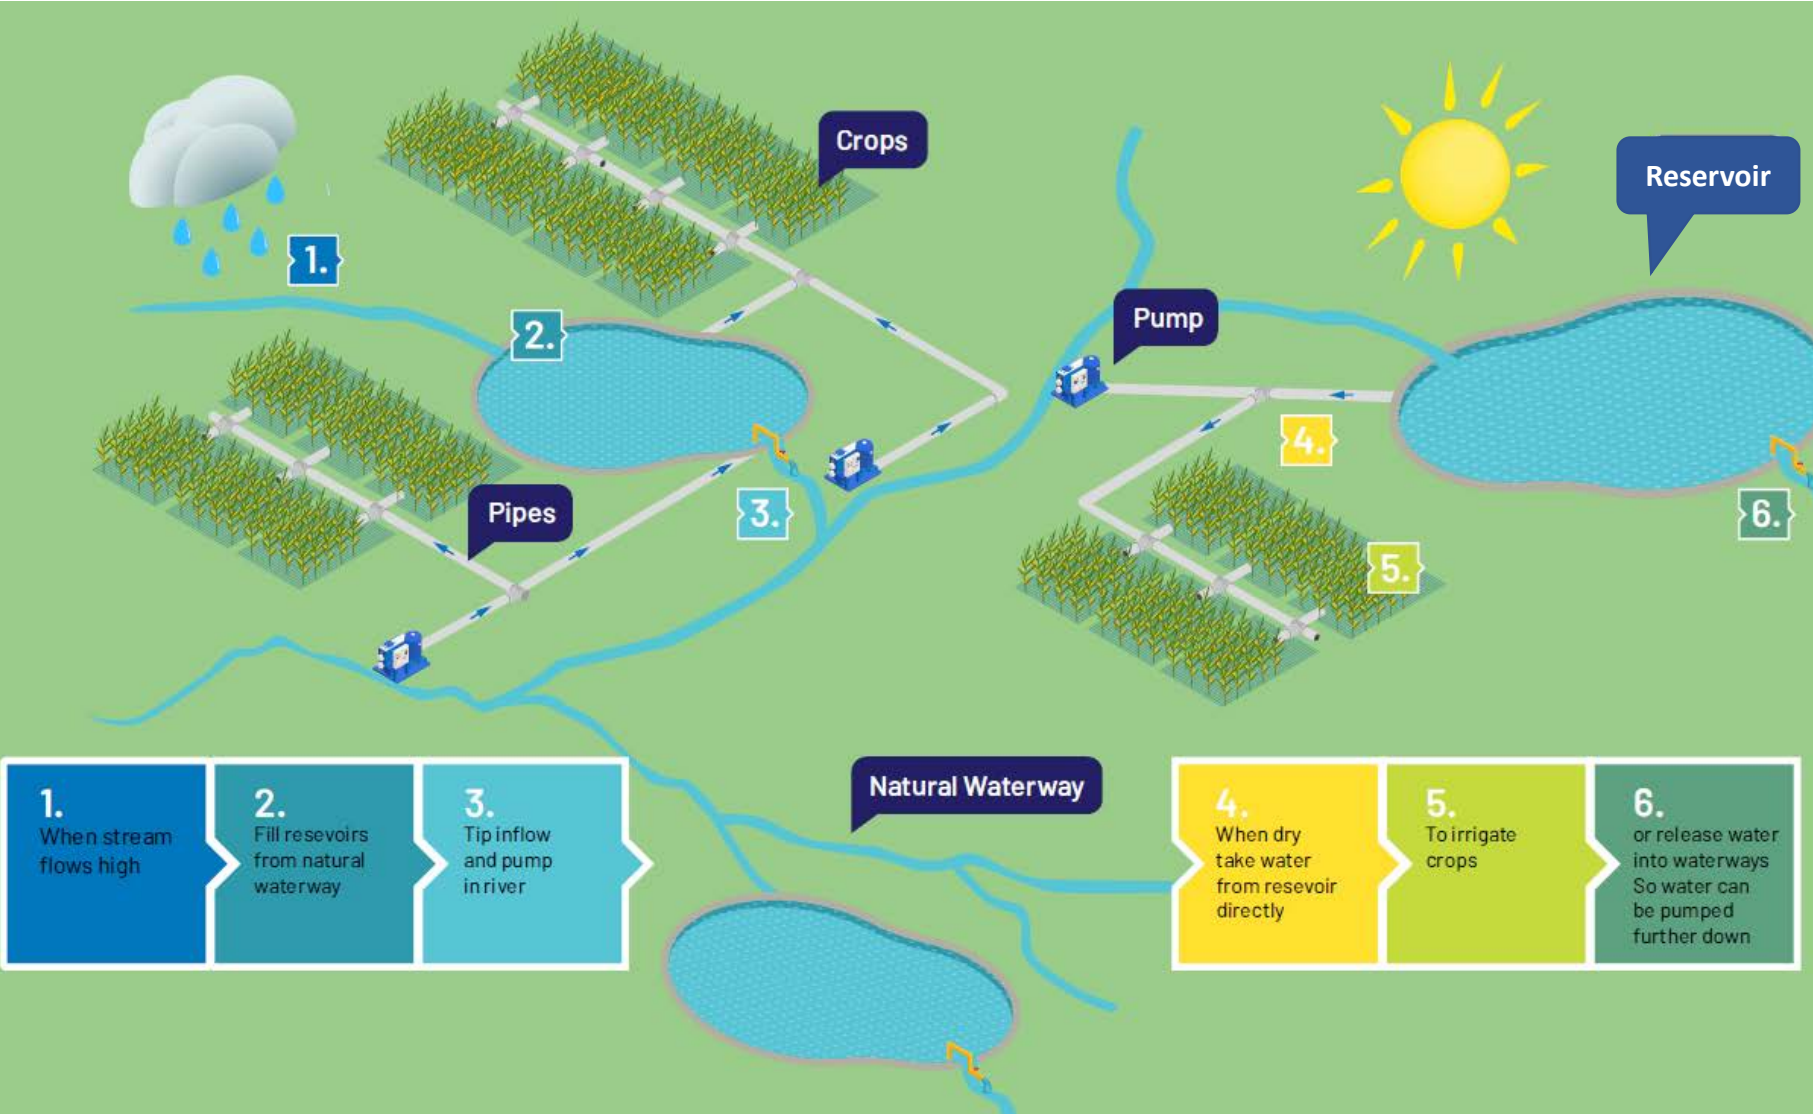 Crops
Reservoir
1.
2.
Pump
4.
Pipes
3.
6.
5.
Natural Waterway
1.
When stream
flows high
2.
Fill resevoirs
from natural
waterway
3.
Tip inflow
and pump
in river
4.
When dry
take water
from resevoir
directly
5.
To irrigate
crops
6.
or release water
into waterways
So water can
be pumped
further down